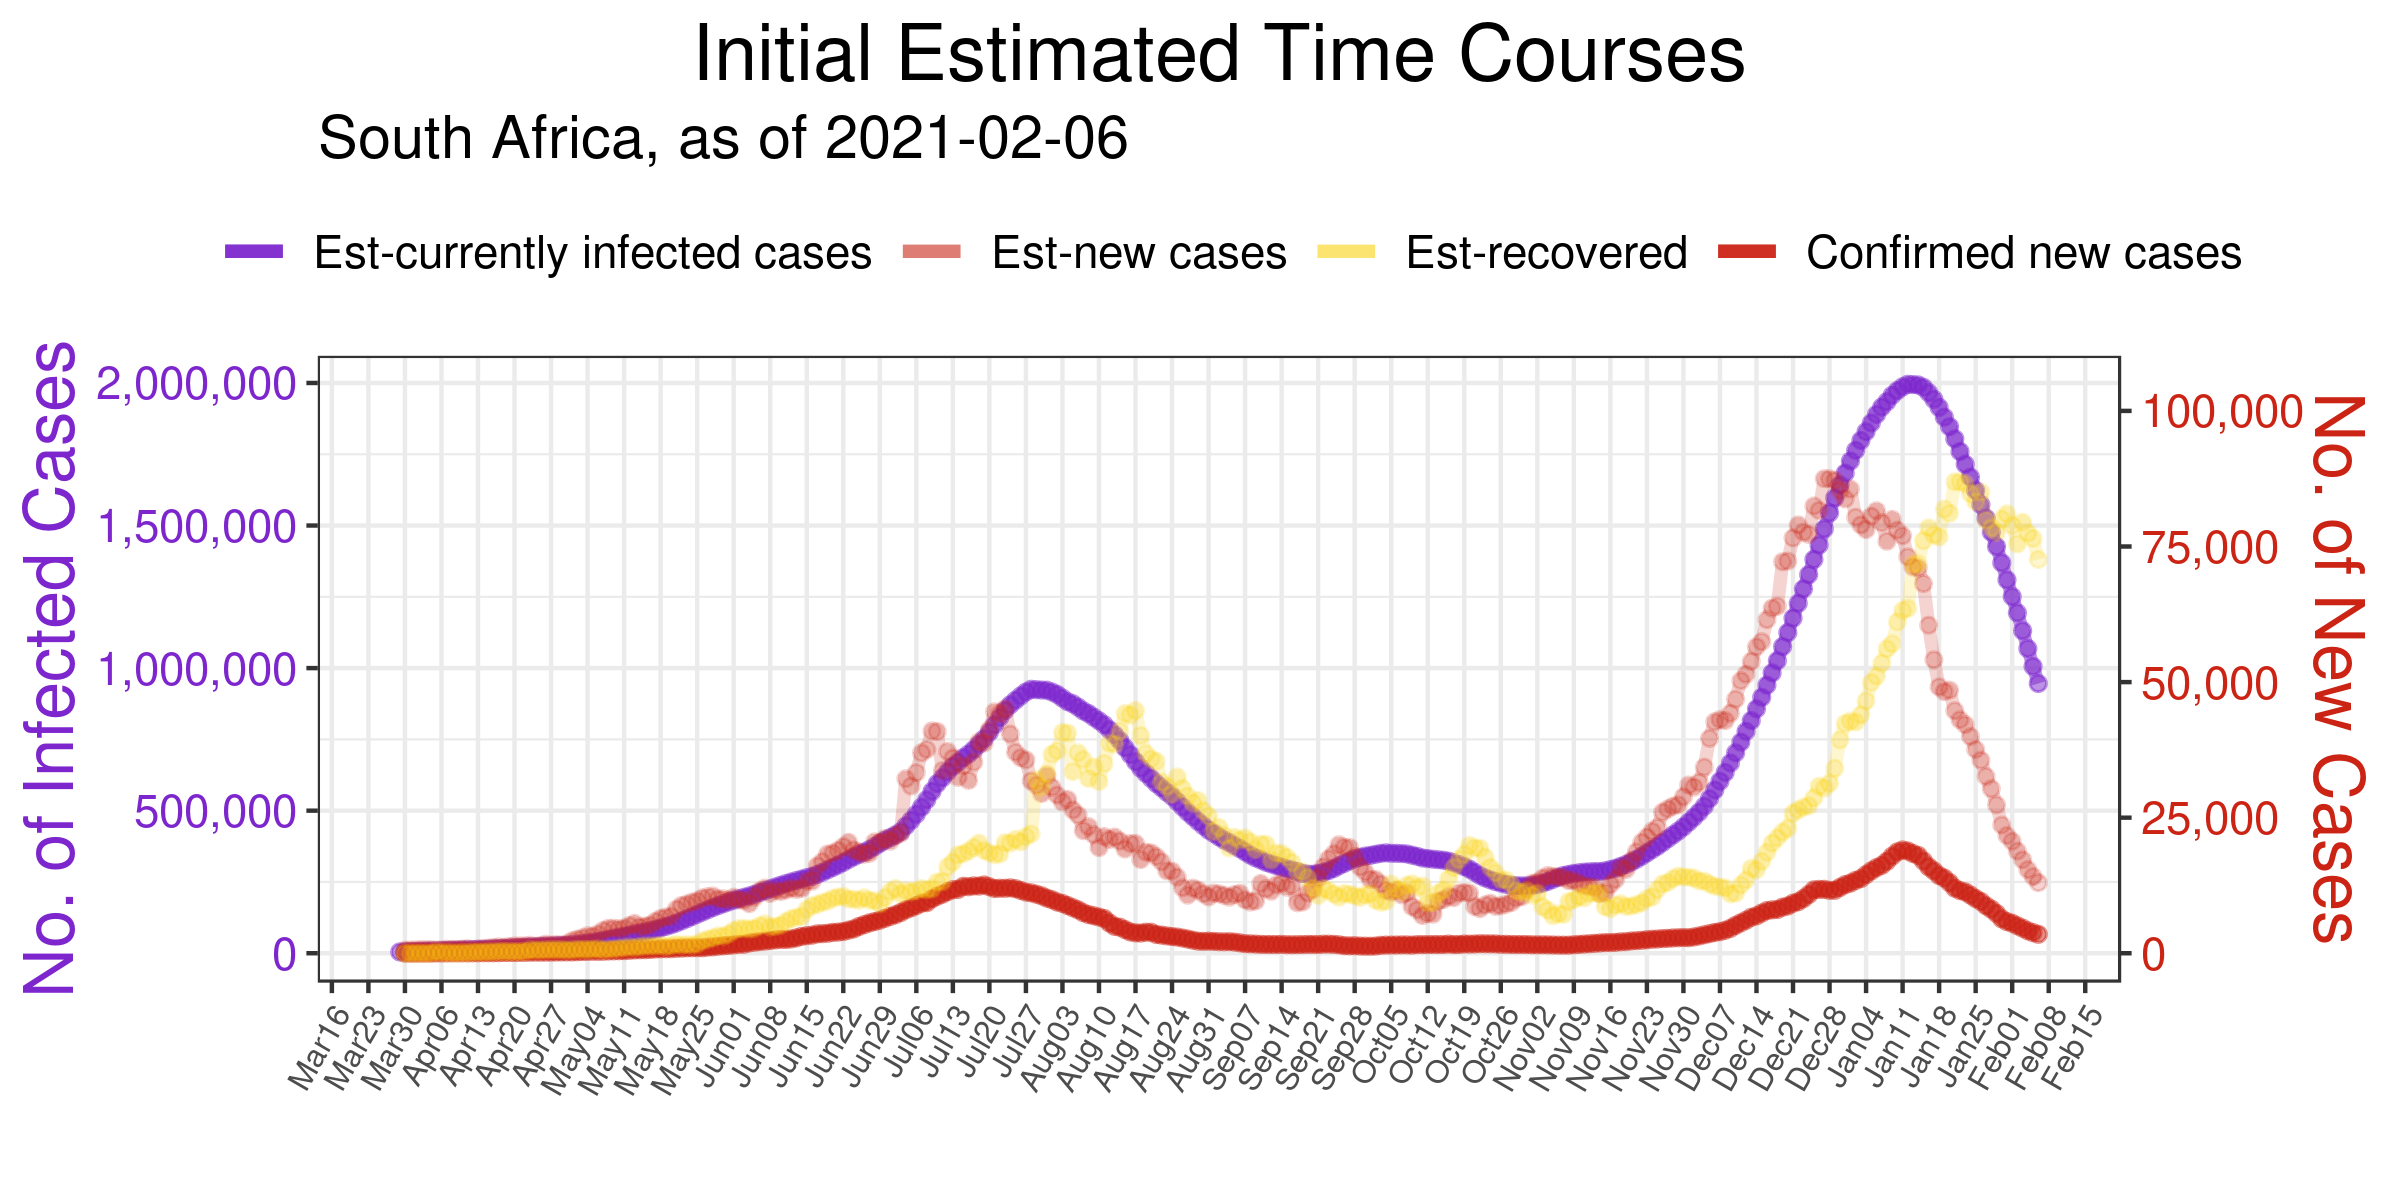 Initial Estimated Time Courses
South Africa, as of 2021-02-06
Est-currently infected cases Est-new cases Est-recovered Confirmed new cases
No. of Infected Cases
2,000,000
1,500,000
1,000,000
500,000
0
100,000
75,000
50,000
25,000
0
No. of New Cases
Mar16 Mar23 Mar30 Apr06 Apr13 Apr20 Apr27 May04 May11 May18 May25 Jun01 Jun08 Jun15 Jun22 Jun29 Jul06 Jul13 Jul20 Jul27 Aug03 Aug10 Aug17 Aug24 Aug31 Sep07 Sep14 Sep21 Sep28 Oct05 Oct12 Oct19 Oct26 Nov02 Nov09 Nov16 Nov23 Nov30 Dec07 Dec14 Dec21 Dec28 Jan04 Jan11 Jan18 Jan25 Feb01 Feb08 Feb15